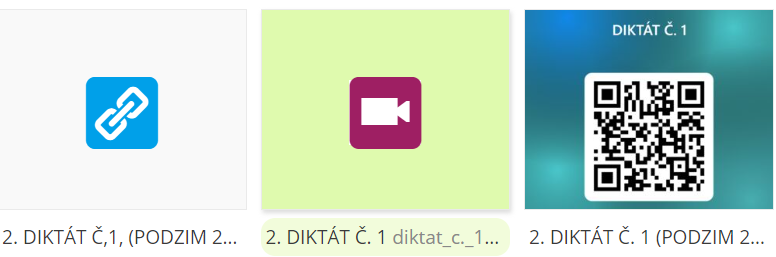 DIKTÁT Č. 1
2. DIKTÁT Č,1, (PODZIM 2...
2. DIKTÁT Č. 1 diktat_c._1...
2. DIKTÁT Č. 1 (PODZIM 2...